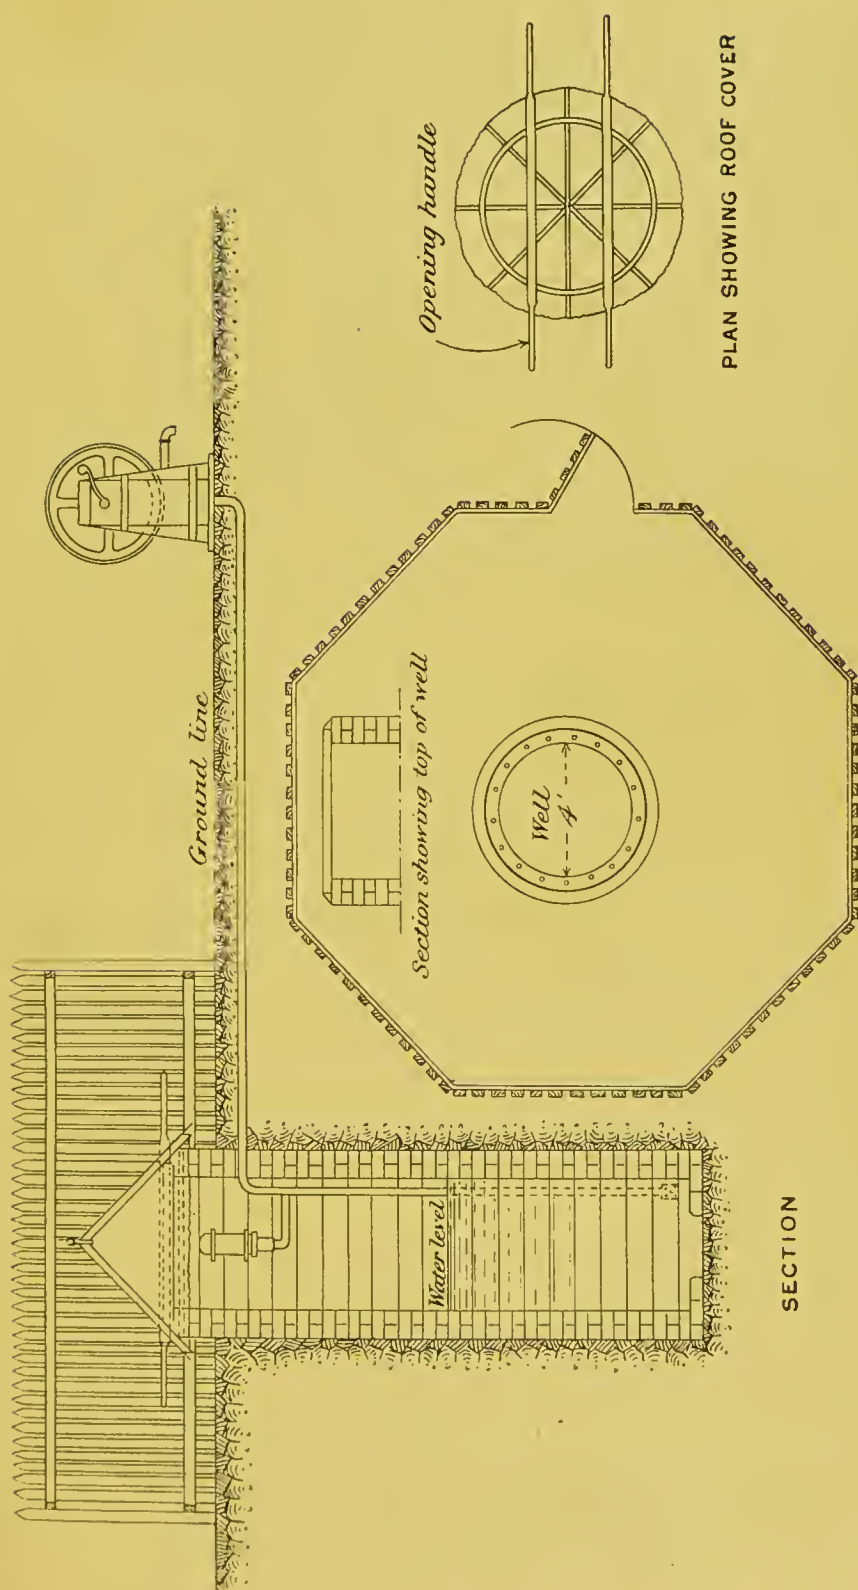 Ground line
Opening handle
PLAN SHOWING ROOF COVER
Section showing top of well
Well
4'
Water level
SECTION